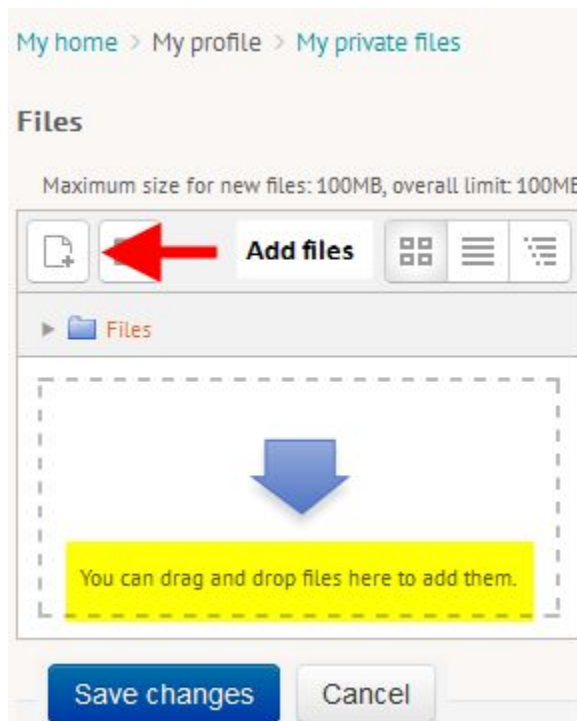 My home > My profile > My private files
Files
Maximum size for new files: 100MB, overall limit: 100MB
Add files
Files
You can drag and drop files here to add them.
Save changes Cancel